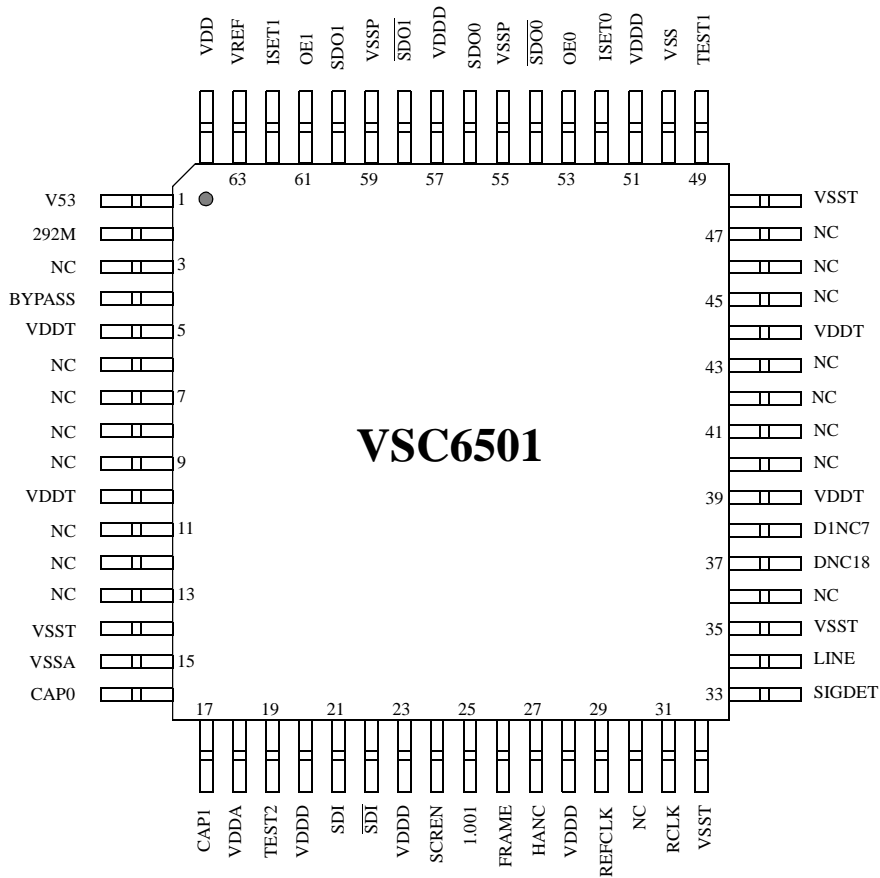 VDD VREF ISET1 OE1 SDO1 VSSP S̅D̅O̅1̅ VDDD SDO0 VSSP S̅D̅O̅0̅ OE0 ISET0 VDDD VSS TEST1
63 61 59 57 55 53 51 49
V53 1 VSST
292M 47 NC
NC 3 NC
BYPASS 45 NC
VDDT 5 VDDT
NC 43 NC
NC 7 NC
NC 41 NC
VSC6501
NC 9 NC
VDDT 39 VDDT
NC 11 D1NC7
NC 37 DNC18
NC 13 NC
VSST 35 VSST
VSSA 15 LINE
CAP0 33 SIGDET
17 19 21 23 25 27 29 31
CAP1 VDDA TEST2 VDDD SDI S̅D̅I̅ VDDD SCREN 1.001 FRAME HANC VDDD REFCLK NC RCLK VSST